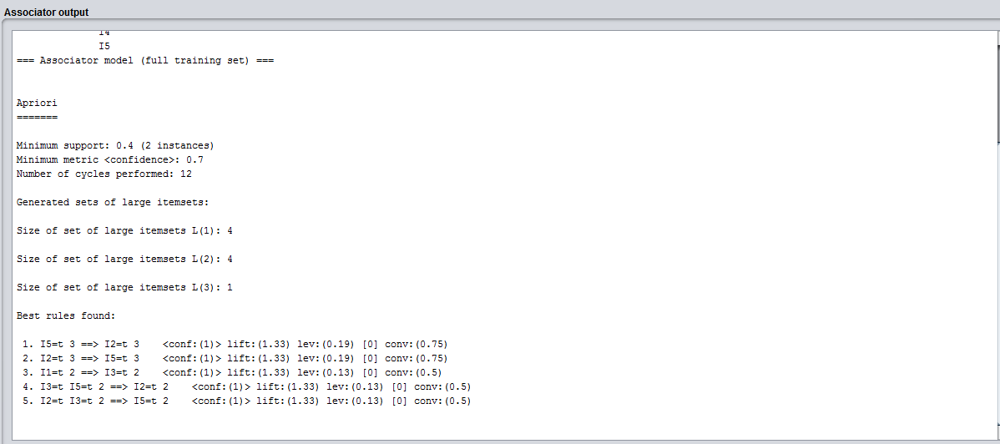 Associator output
I4
I5
=== Associator model (full training set) ===
Apriori
=======
Minimum support: 0.4 (2 instances)
Minimum metric <confidence>: 0.7
Number of cycles performed: 12
Generated sets of large itemsets:
Size of set of large itemsets L(1): 4
Size of set of large itemsets L(2): 4
Size of set of large itemsets L(3): 1
Best rules found:
1. I5=t 3 ==> I2=t 3    <conf:(1)> lift:(1.33) lev:(0.19) [0] conv:(0.75)
2. I2=t 3 ==> I5=t 3    <conf:(1)> lift:(1.33) lev:(0.19) [0] conv:(0.75)
3. I1=t 2 ==> I3=t 2    <conf:(1)> lift:(1.33) lev:(0.13) [0] conv:(0.5)
4. I3=t I5=t 2 ==> I2=t 2    <conf:(1)> lift:(1.33) lev:(0.13) [0] conv:(0.5)
5. I2=t I3=t 2 ==> I5=t 2    <conf:(1)> lift:(1.33) lev:(0.13) [0] conv:(0.5)